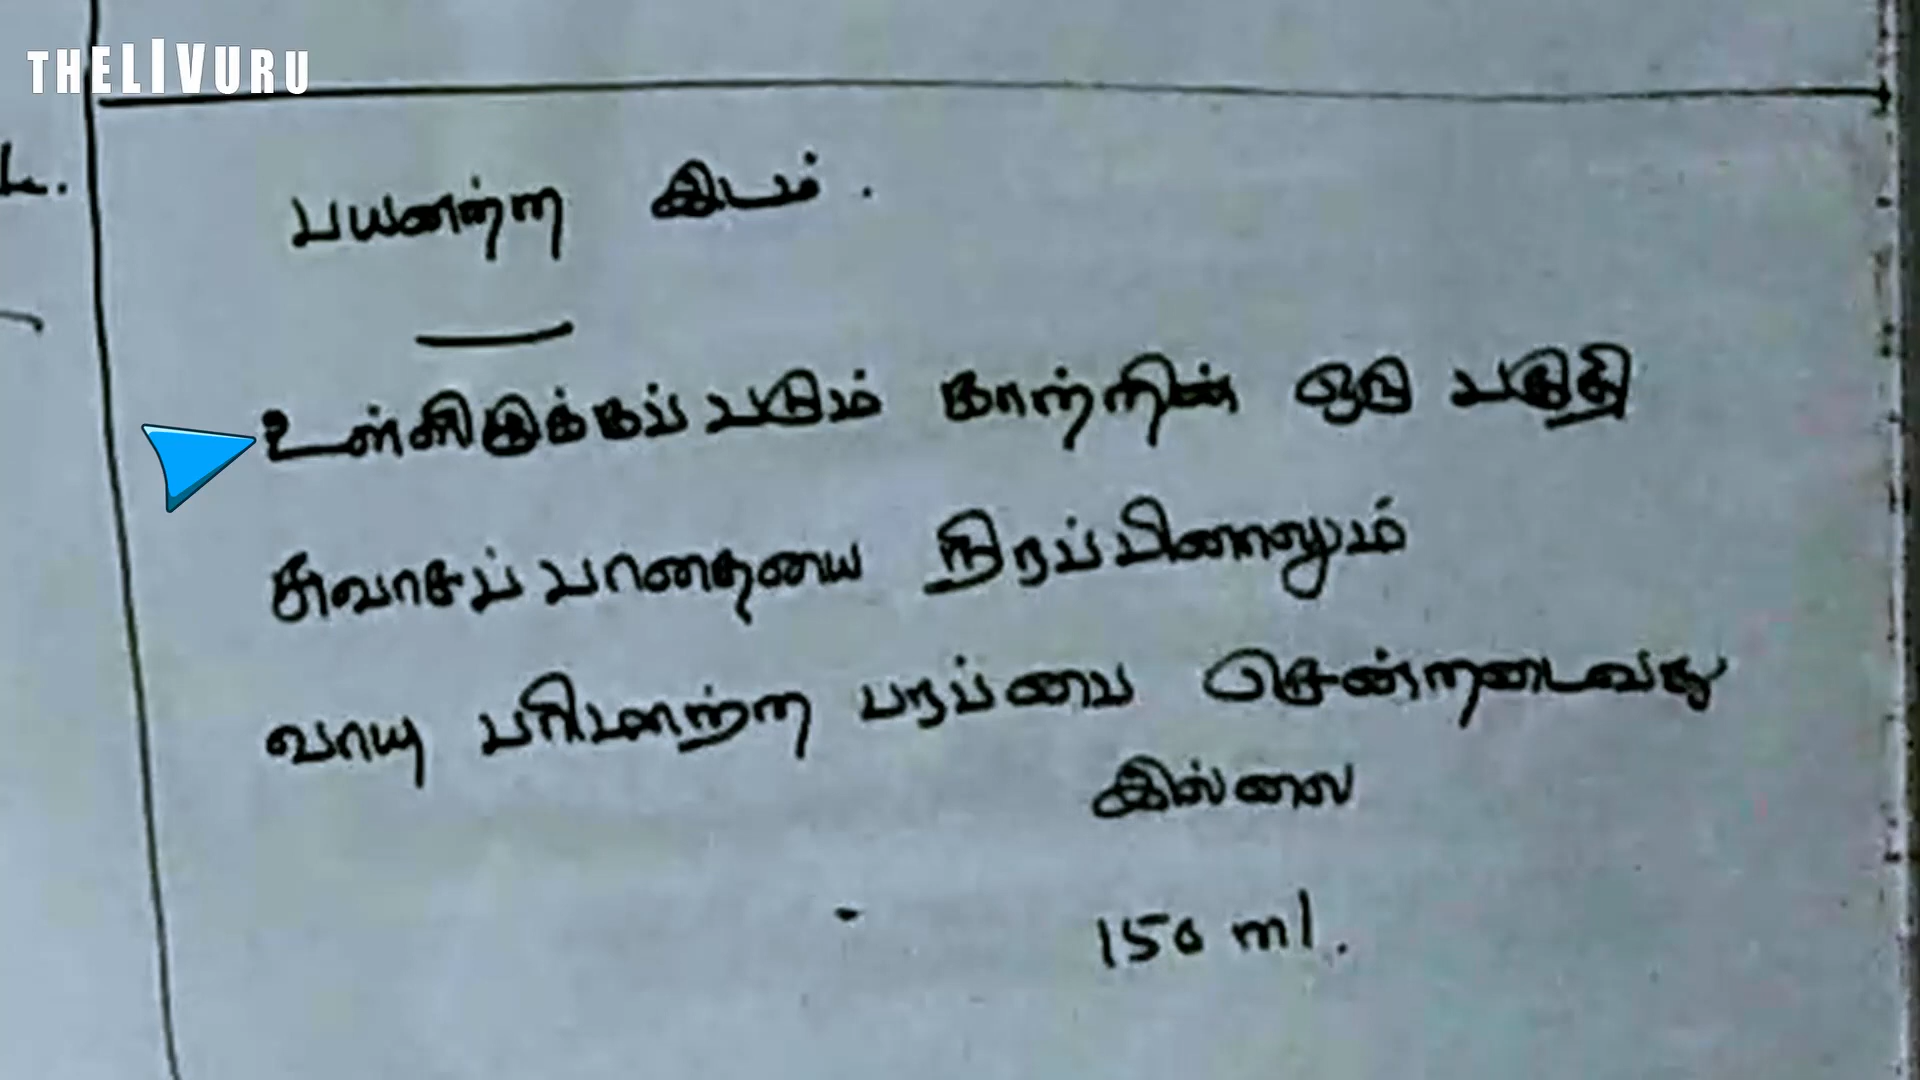 THELIVURU
பயனற்ற இடம்.
உள்ளிழுக்கப்படும் காற்றின் ஒரு பகுதி
சுவாசப்பாதையை நிரப்பினாலும்
வாயு பரிமாற்ற பரப்பை சென்றடைவது
இல்லை
150 ml.